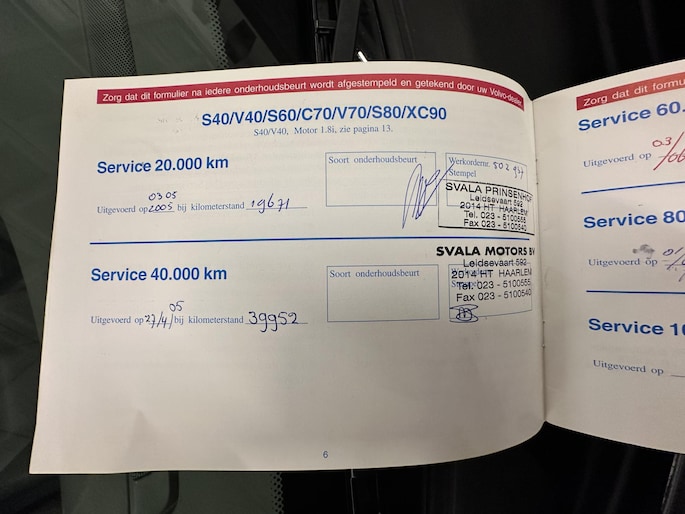 Zorg dat dit formulier na iedere onderhoudsbeurt wordt afgestempeld en getekend door uw Volvo-dealer.
S40/V40/S60/C70/V70/S80/XC90
S40/V40, Motor 1.8i, zie pagina 13.
Service 20.000 km
Soort onderhoudsbeurt
Werkordenr. 502 937
Stempel
SVALA PRINSENHOF
Leidsevaart 592
2014 HT HAARLEM
Tel. 023 - 5100555
Fax 023 - 5100540
03 05
Uitgevoerd op 2005 bij kilometerstand 19671
Service 40.000 km
Soort onderhoudsbeurt
SVALA MOTORS BV
Leidsevaart 592
2014 HT HAARLEM
Tel. 023 - 5100555
Fax 023 - 5100540
05
Uitgevoerd op 27/4/ bij kilometerstand 39952
6
Zorg dat dit formu
Service 60.
Uitgevoerd op 03/
Service 80
Uitgevoerd op
Service 10
Uitgevoerd op